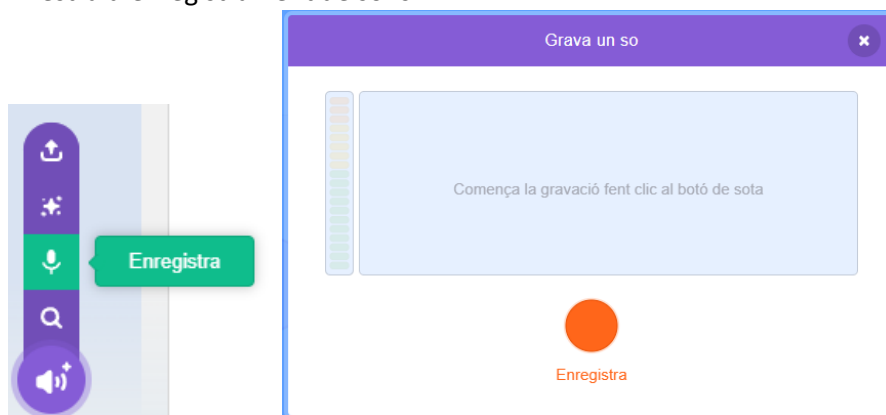 Grava un so
Enregistra
Comença la gravació fent clic al botó de sota
Enregistra